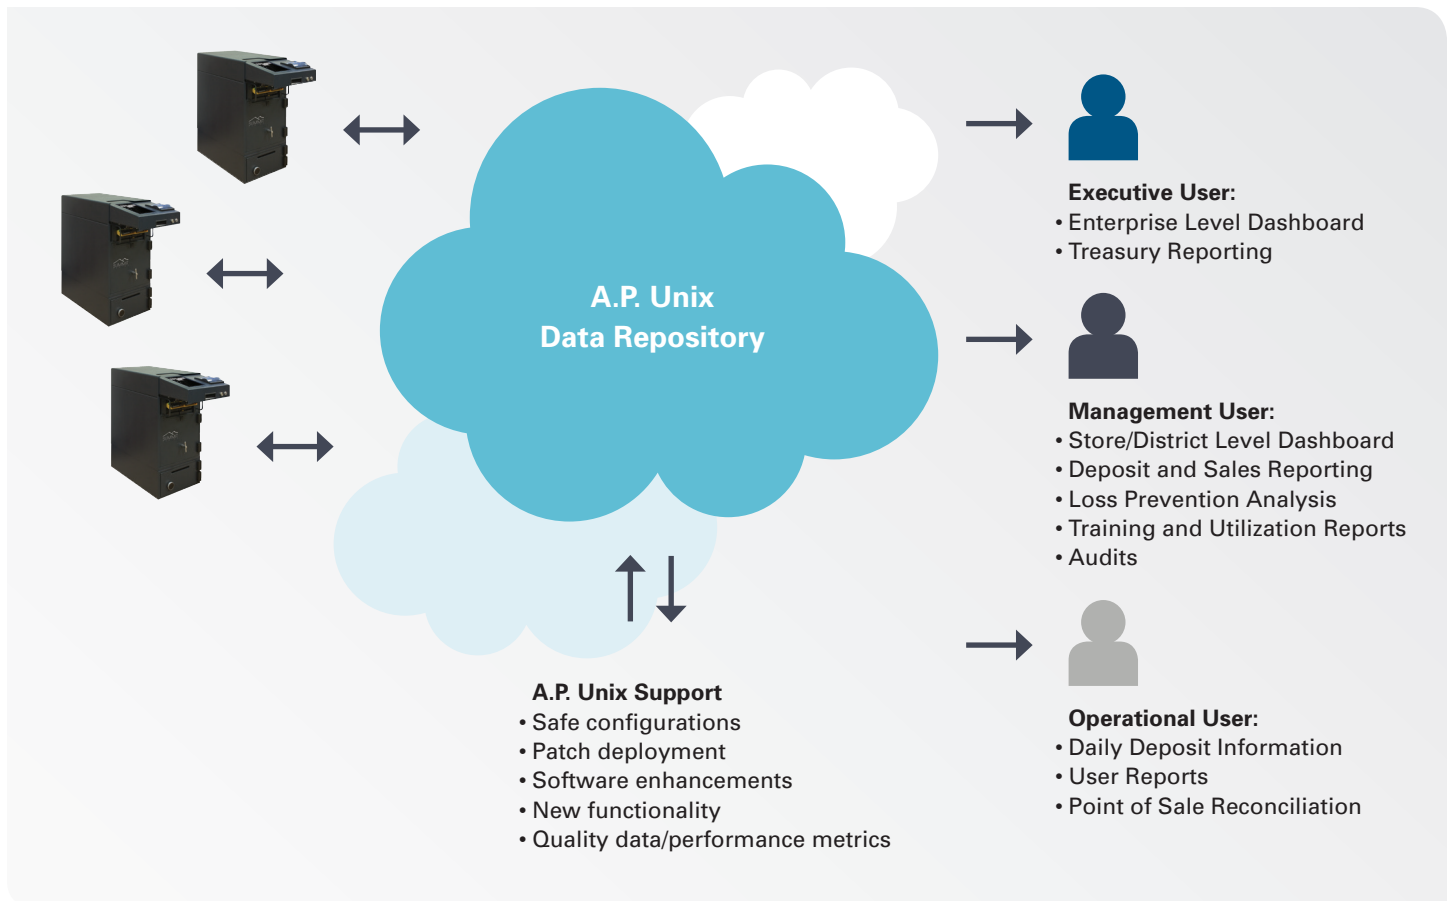 A.P. Unix
Data Repository
Executive User:
• Enterprise Level Dashboard
• Treasury Reporting
Management User:
• Store/District Level Dashboard
• Deposit and Sales Reporting
• Loss Prevention Analysis
• Training and Utilization Reports
• Audits
Operational User:
• Daily Deposit Information
• User Reports
• Point of Sale Reconciliation
A.P. Unix Support
• Safe configurations
• Patch deployment
• Software enhancements
• New functionality
• Quality data/performance metrics